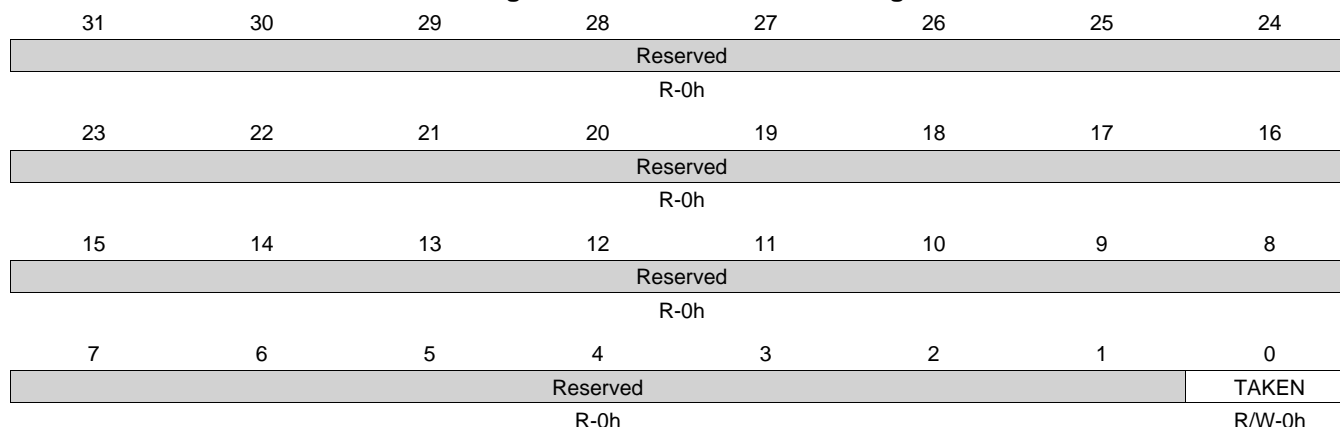 31 30 29 28 27 26 25 24
Reserved
R-0h
23 22 21 20 19 18 17 16
Reserved
R-0h
15 14 13 12 11 10 9 8
Reserved
R-0h
7 6 5 4 3 2 1 0
Reserved TAKEN
R-0h R/W-0h